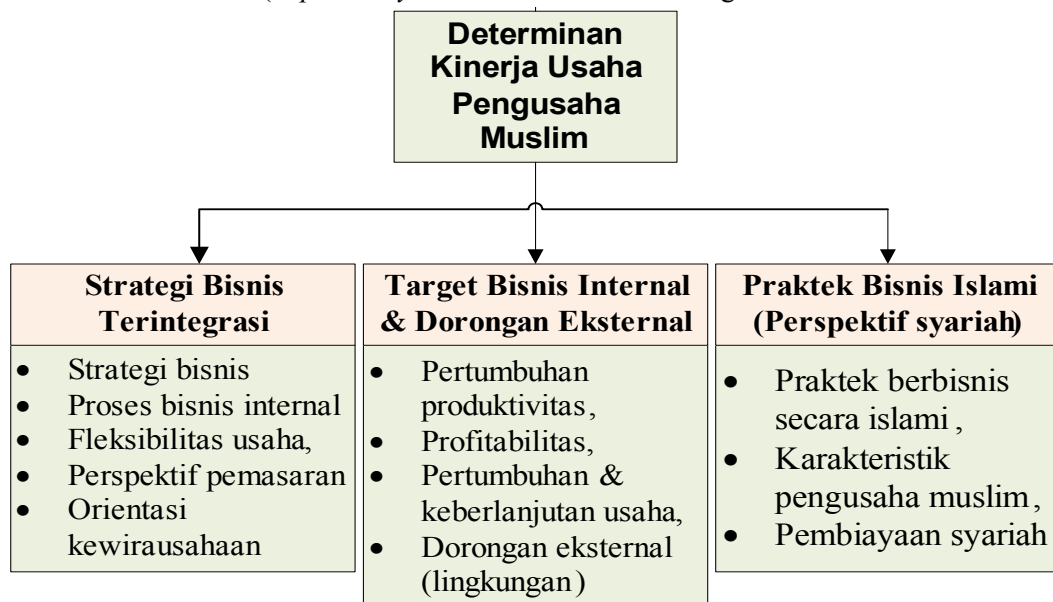 Determinan
Kinerja Usaha
Pengusaha
Muslim
Strategi Bisnis
Terintegrasi
• Strategi bisnis
• Proses bisnis internal
• Fleksibilitas usaha,
• Perspektif pemasaran
• Orientasi
kewirausahaan
Target Bisnis Internal
& Dorongan Eksternal
• Pertumbuhan
produktivitas,
• Profitabilitas,
• Pertumbuhan &
keberlanjutan usaha,
• Dorongan eksternal
(lingkungan)
Praktek Bisnis Islami
(Perspektif syariah)
• Praktek berbisnis
secara islami,
• Karakteristik
pengusaha muslim,
• Pembiayaan syariah